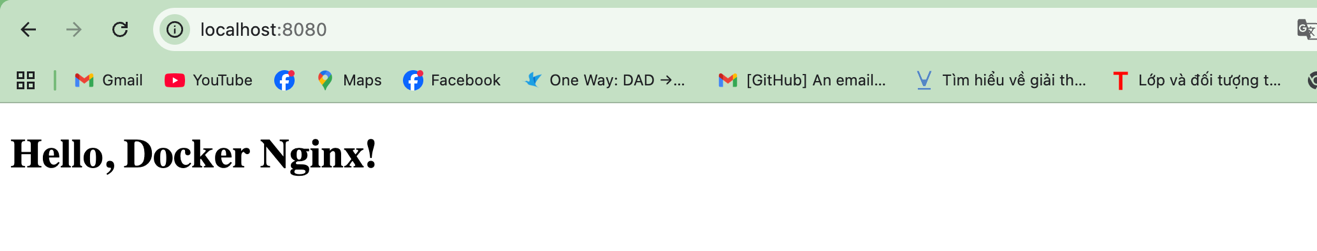 localhost:8080
Gmail YouTube Maps Facebook One Way: DAD →... [GitHub] An email... Tìm hiểu về giải th... Lớp và đối tượng t...
Hello, Docker Nginx!